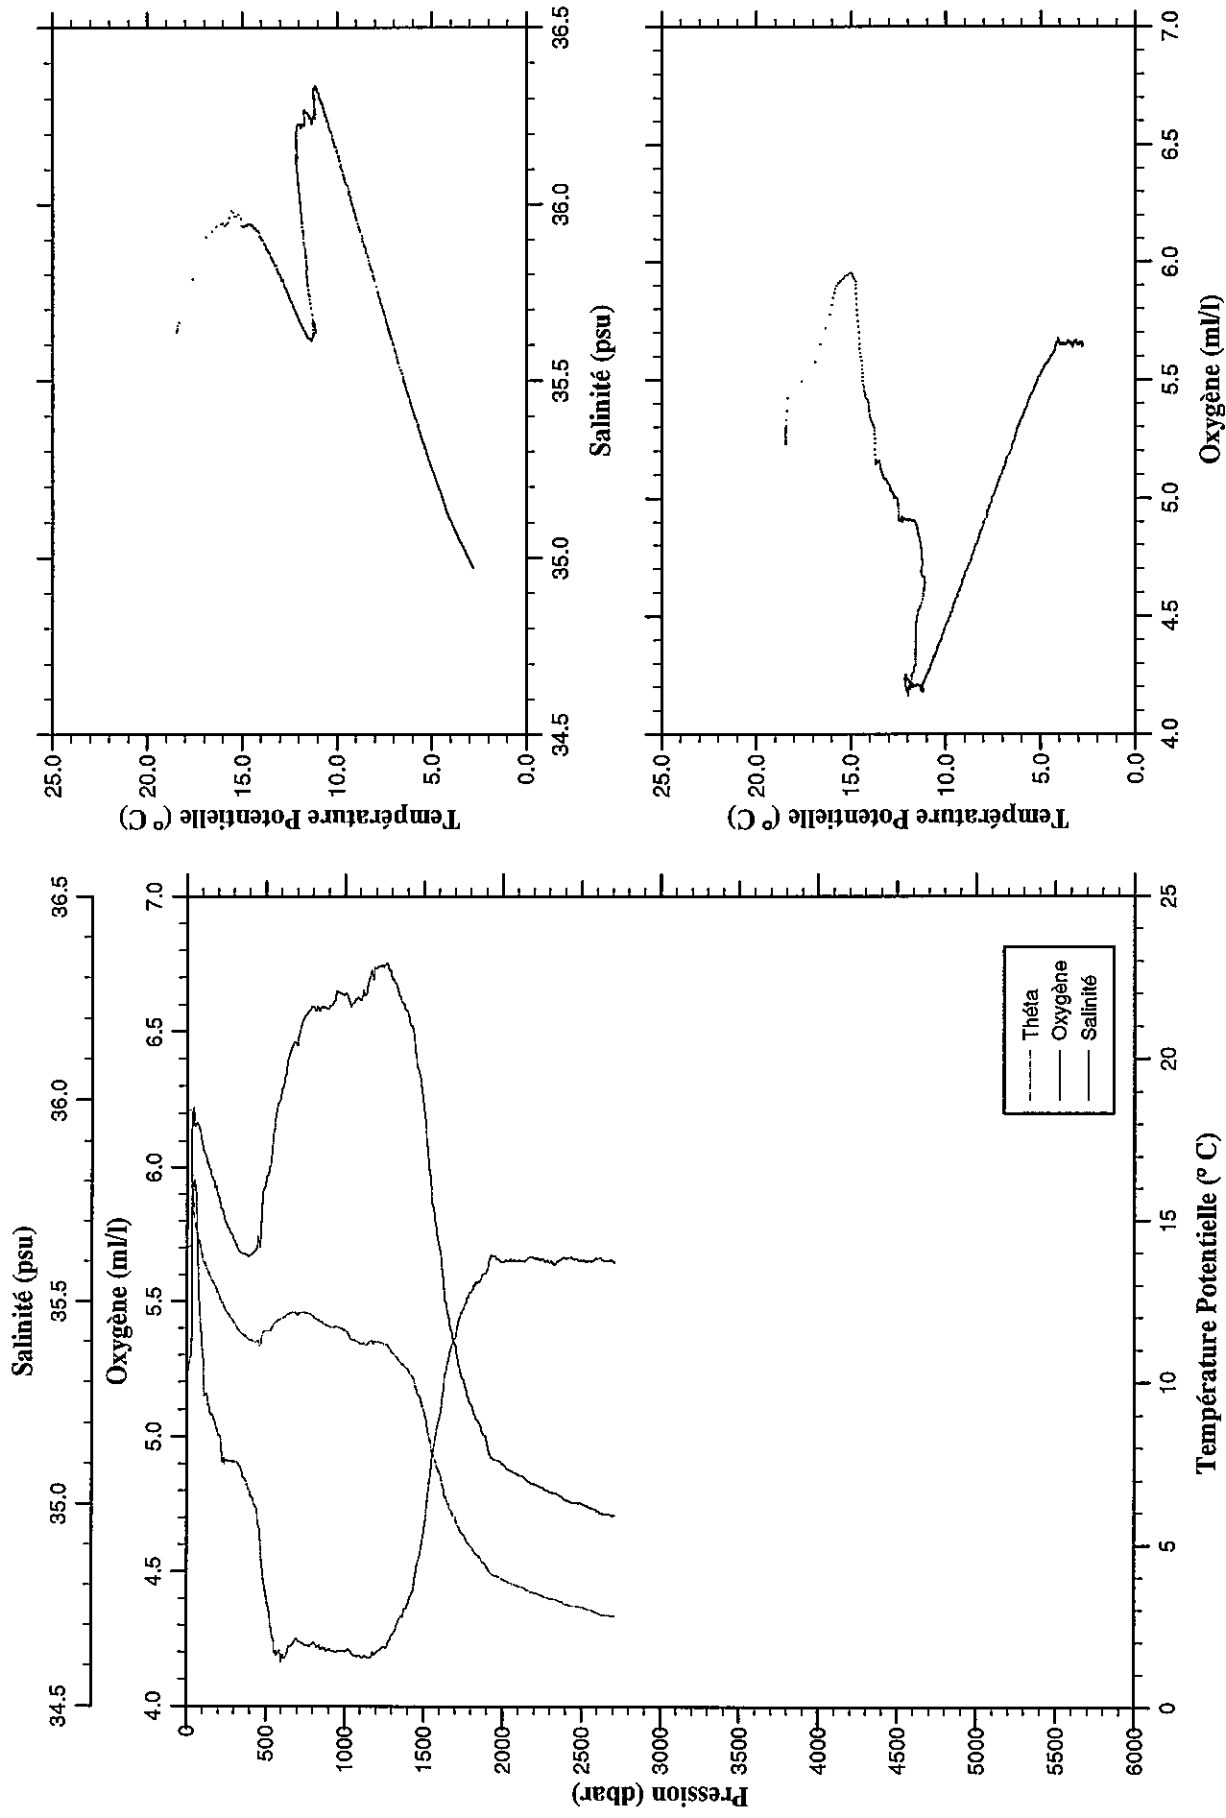 Salinité (psu)
34.5 35.0 35.5 36.0 36.5
Oxygène (ml/l)
4.0 4.5 5.0 5.5 6.0 6.5 7.0
Pression (dbar)
0
500
1000
1500
2000
2500
3000
3500
4000
4500
5000
5500
6000
Théta
Oxygène
Salinité
0 5 10 15 20 25
Température Potentielle (° C)
Température Potentielle (° C)
25.0
20.0
15.0
10.0
5.0
0.0
34.5 35.0 35.5 36.0 36.5
Salinité (psu)
Température Potentielle (° C)
25.0
20.0
15.0
10.0
5.0
0.0
4.0 4.5 5.0 5.5 6.0 6.5 7.0
Oxygène (ml/l)